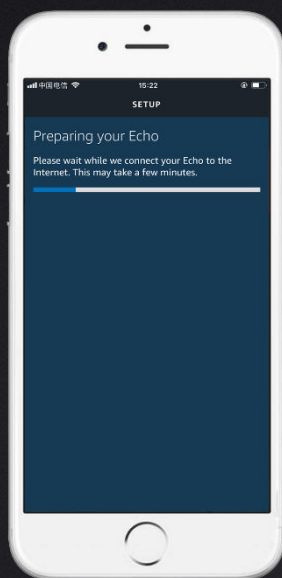 中国电信 15:22
SETUP
Preparing your Echo
Please wait while we connect your Echo to the
Internet. This may take a few minutes.